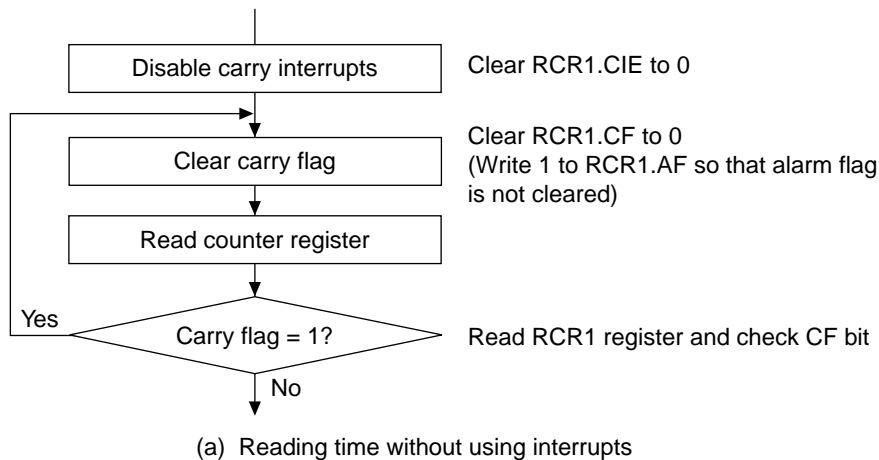 Disable carry interrupts
Clear RCR1.CIE to 0
Clear carry flag
Clear RCR1.CF to 0
(Write 1 to RCR1.AF so that alarm flag
is not cleared)
Read counter register
Yes
Carry flag = 1?
Read RCR1 register and check CF bit
No
(a) Reading time without using interrupts